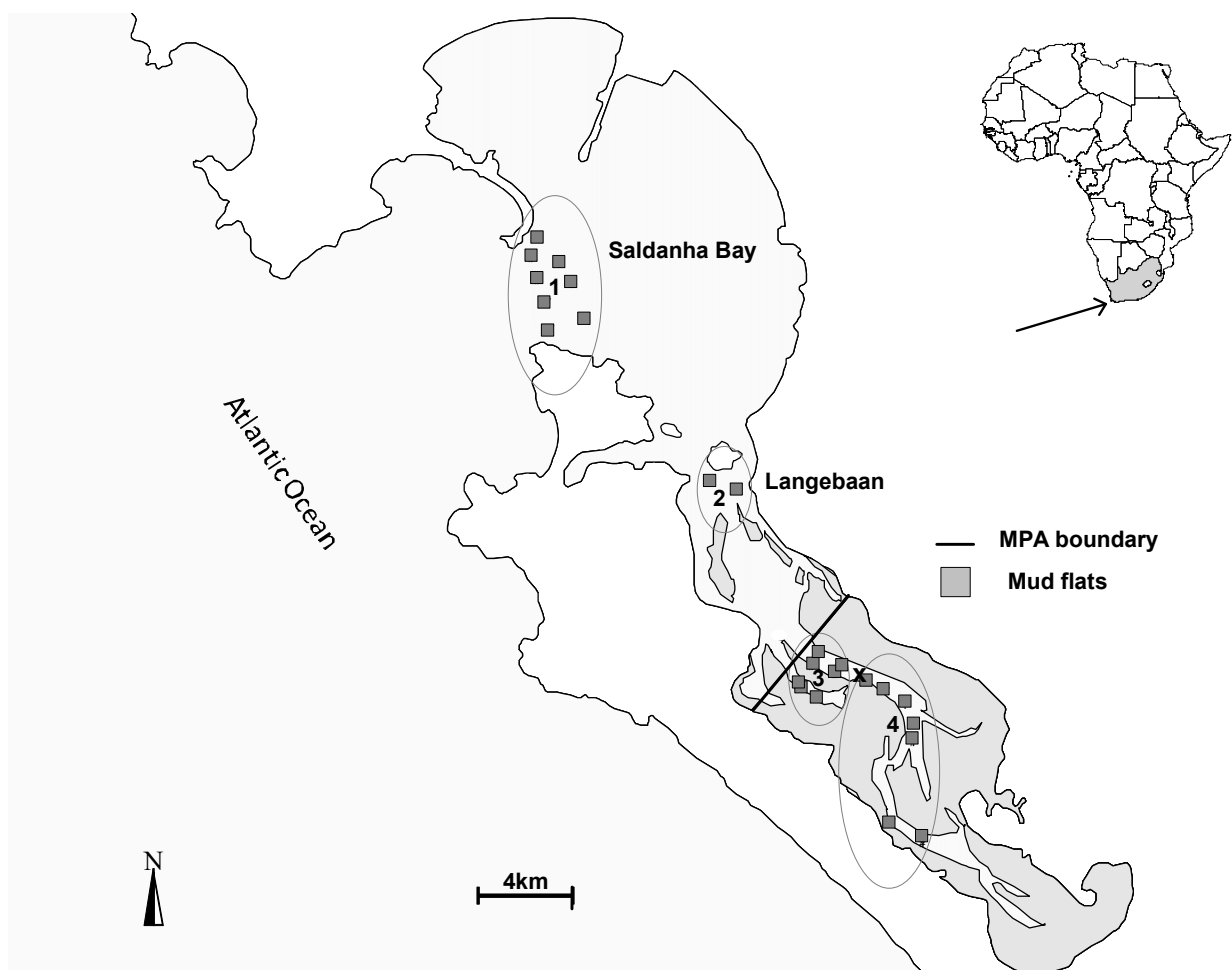 Saldanha Bay
1
Atlantic Ocean
Langebaan
2
MPA boundary
Mud flats
3
x
4
N
4km